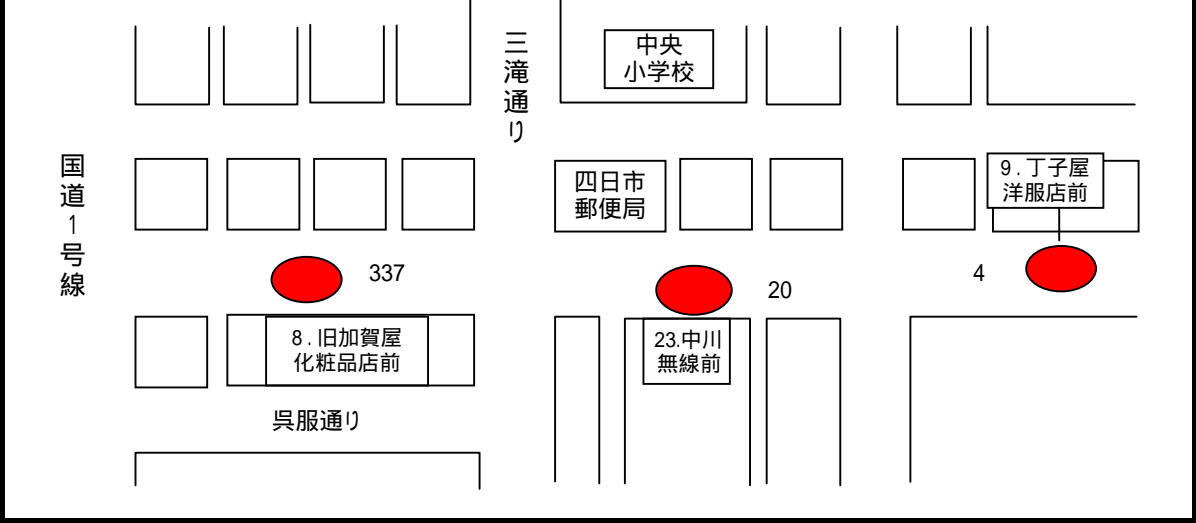 三滝通り
中央
小学校
国道1号線
四日市
郵便局
9.丁子屋
洋服店前
337
20
4
8.旧加賀屋
化粧品店前
23.中川
無線前
呉服通り